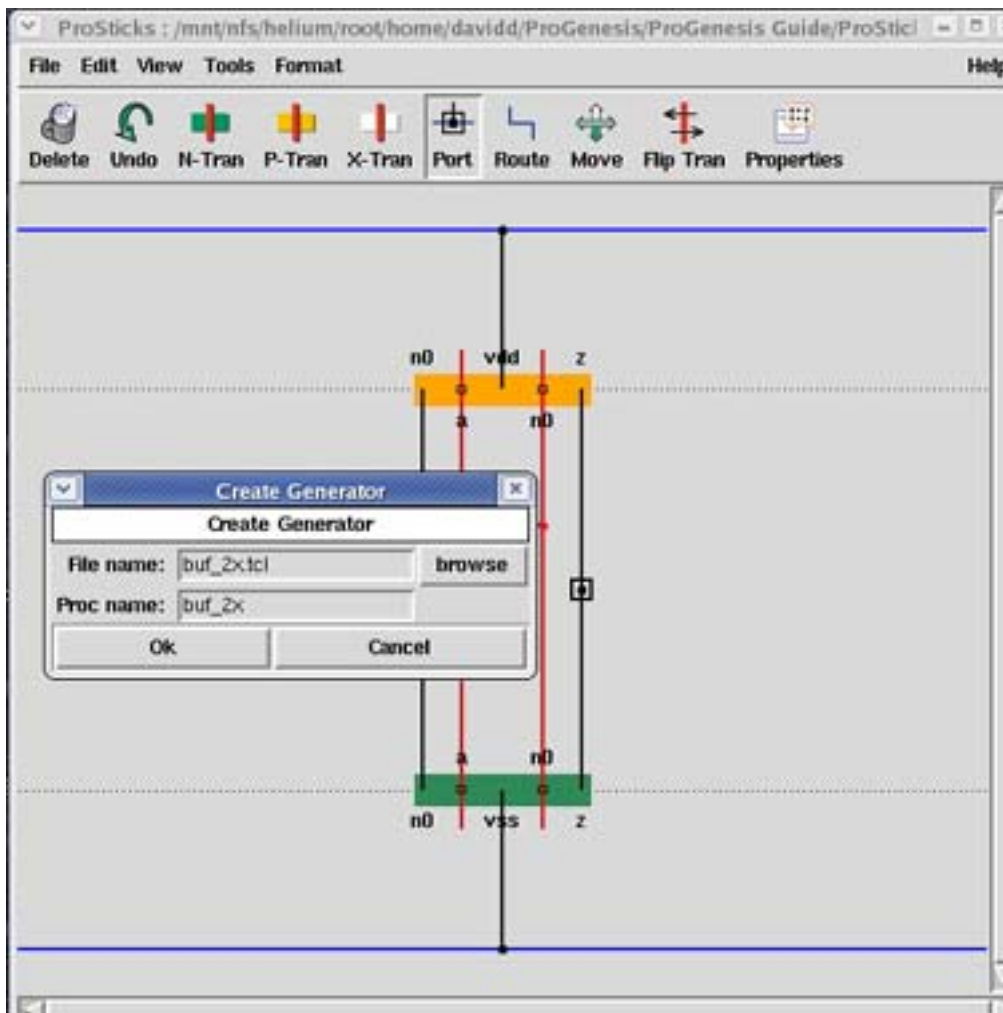 ProSticks : /mnt/nfs/helium/root/home/davidd/ProGenesis/ProGenesis Guide/ProStic
File Edit View Tools Format Help
Delete Undo N-Tran P-Tran X-Tran Port Route Move Flip Tran Properties
n0 vdd z
a n0
Create Generator
Create Generator
File name: buf_2x.tcl browse
Proc name: buf_2x
Ok Cancel
a n0
n0 vss z